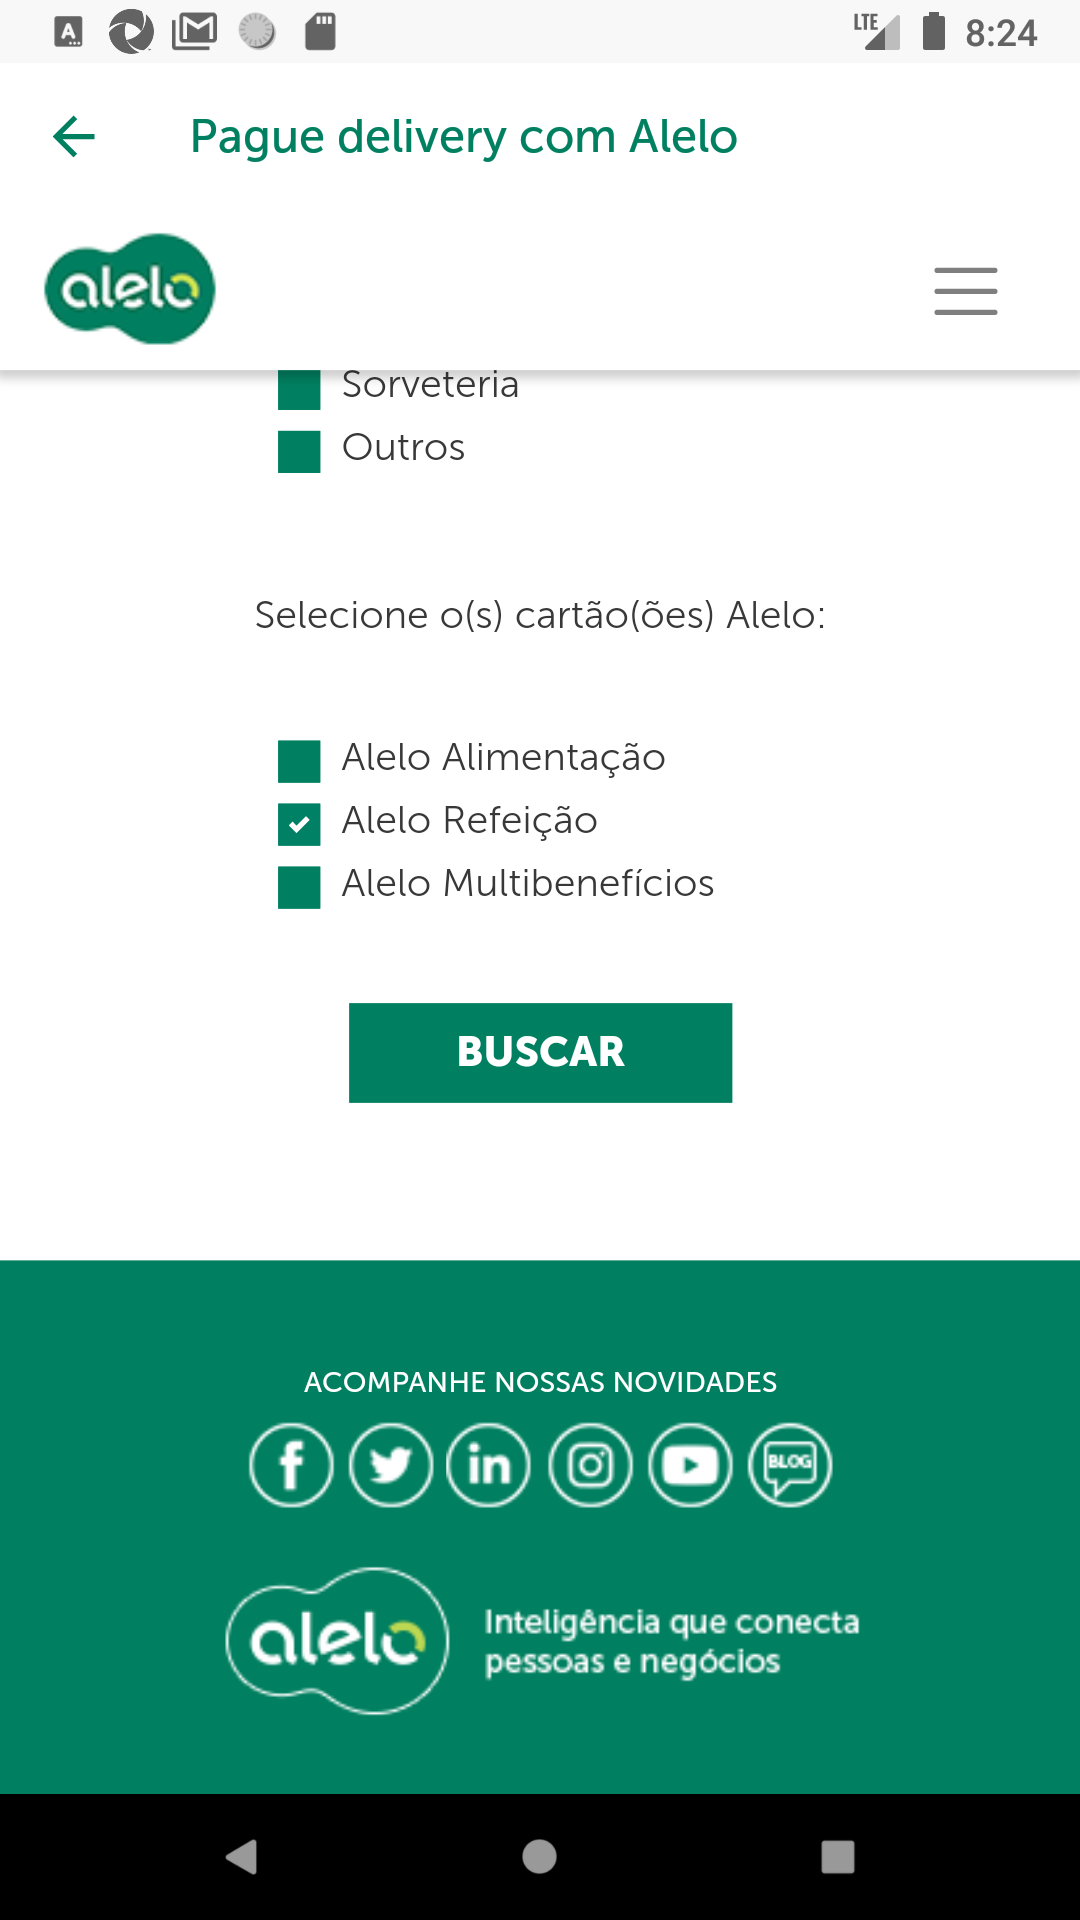 LTE 8:24
Pague delivery com Alelo
alelo
Sorveteria
Outros
Selecione o(s) cartão(ões) Alelo:
Alelo Alimentação
Alelo Refeição
Alelo Multibenefícios
BUSCAR
ACOMPANHE NOSSAS NOVIDADES
BLOG
alelo
Inteligência que conecta
pessoas e negócios